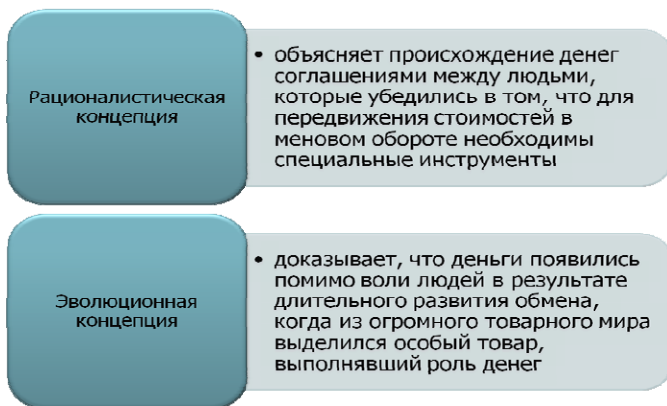 Рационалистическая
концепция
• объясняет происхождение денег
соглашениями между людьми,
которые убедились в том, что для
передвижения стоимостей в
меновом обороте необходимы
специальные инструменты
Эволюционная
концепция
• доказывает, что деньги появились
помимо воли людей в результате
длительного развития обмена,
когда из огромного товарного мира
выделился особый товар,
выполнявший роль денег